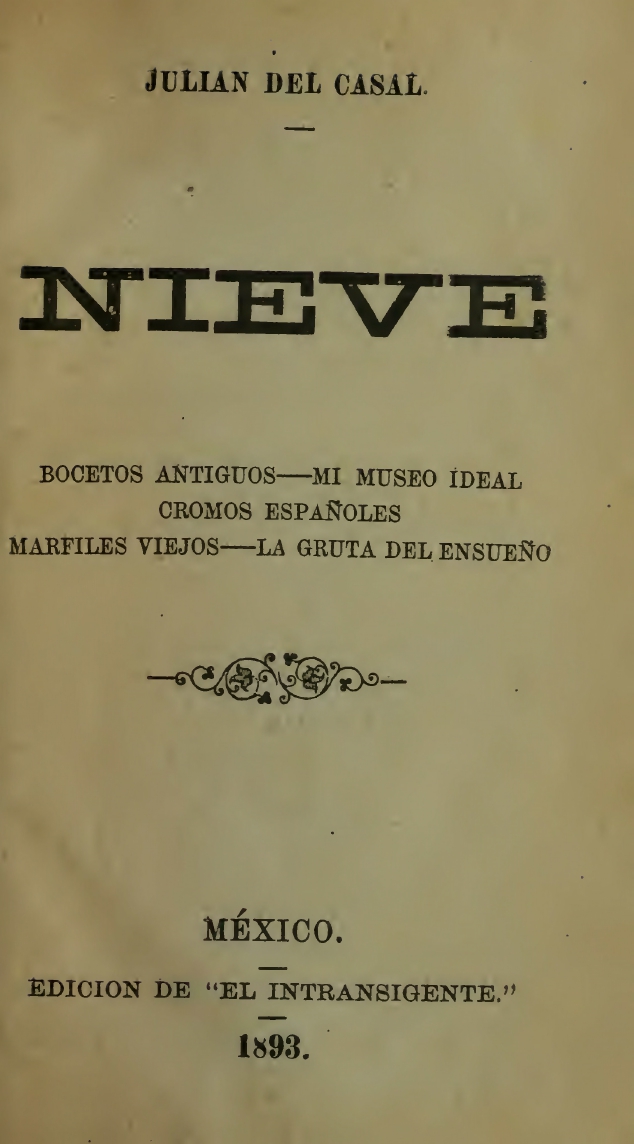 JULIAN DEL CASAL.
NIEVE
BOCETOS ANTIGUOS—MI MUSEO IDEAL
CROMOS ESPAÑOLES
MARFILES VIEJOS—LA GRUTA DEL ENSUEÑO
MÉXICO.
EDICION DE "EL INTRANSIGENTE."
1893.